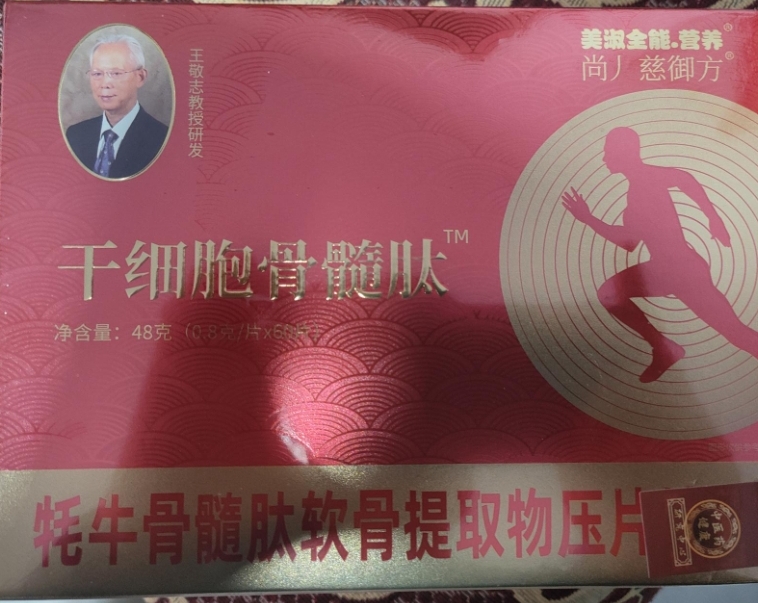 美淑全能.营养®
尚丿慈御方®
王敬志教授研发
干细胞骨髓肽™
净含量：48克（0.8克/片x60片）
牦牛骨髓肽软骨提取物压片